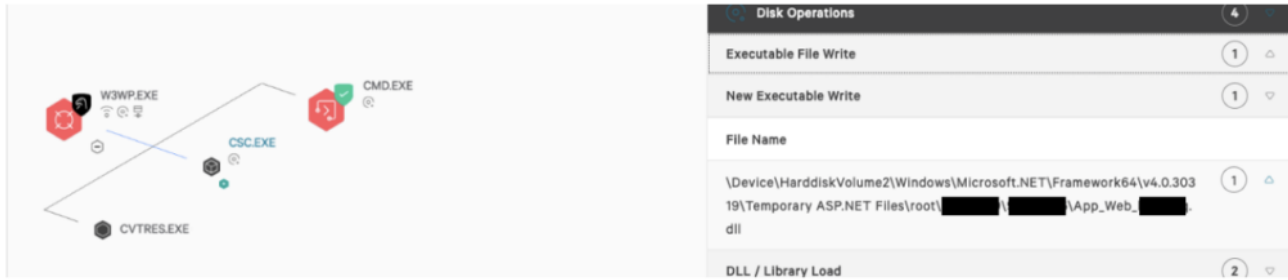 W3WP.EXE
CMD.EXE
CSC.EXE
CVTRES.EXE
Disk Operations 4
Executable File Write 1
New Executable Write 1
File Name
\Device\HarddiskVolume2\Windows\Microsoft.NET\Framework64\v4.0.303 1
19\Temporary ASP.NET Files\root\ \ \App_Web_ .
dll
DLL / Library Load 2